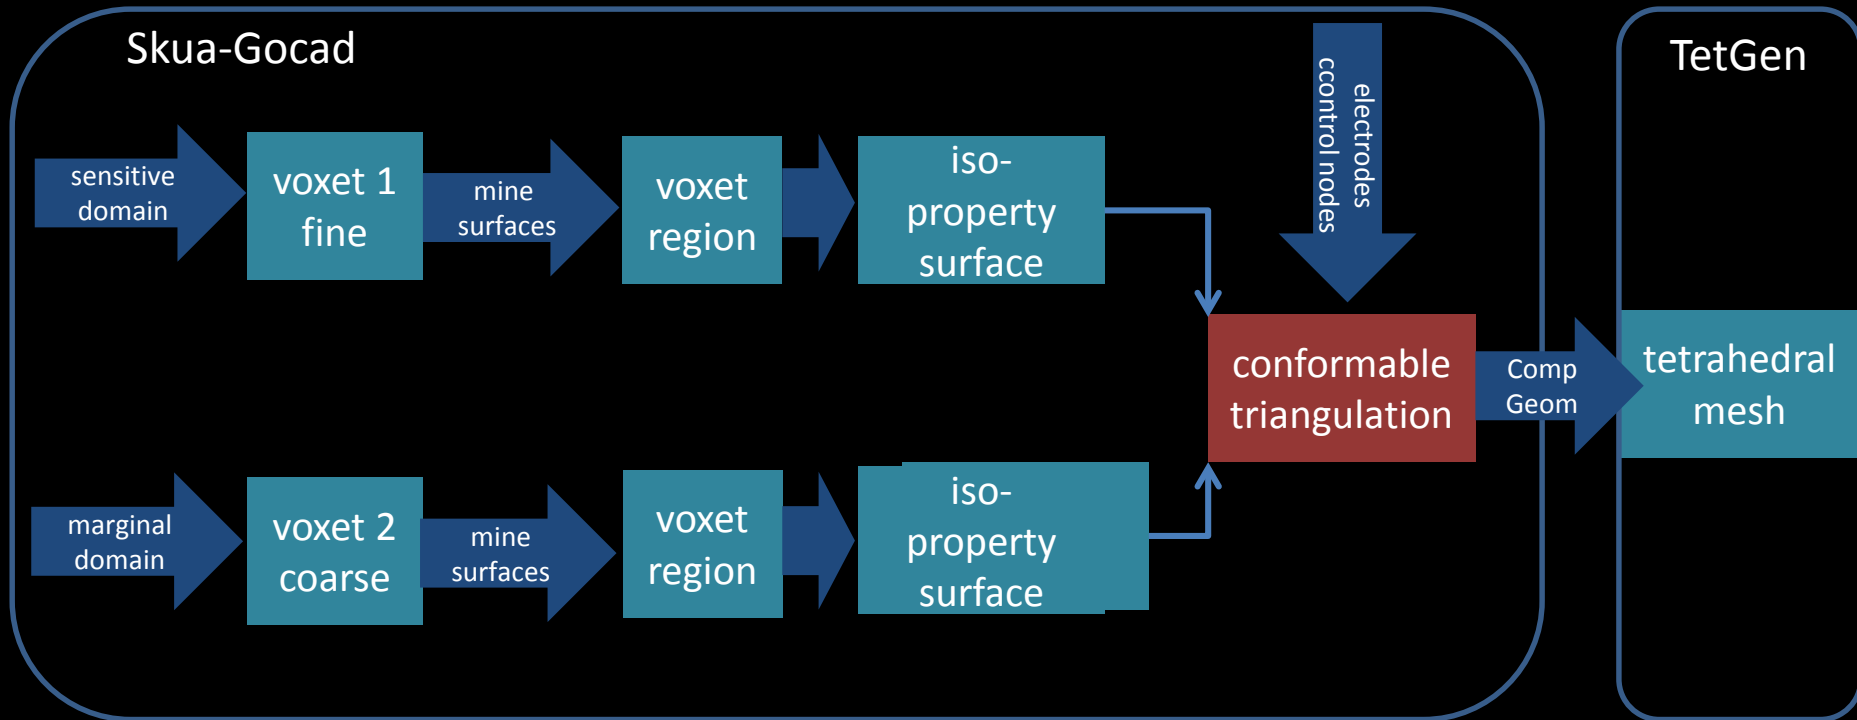 Skua-Gocad
TetGen
electrodes
ccontrol nodes
sensitive
domain
voxet 1
fine
mine
surfaces
voxet
region
iso-
property
surface
conformable
triangulation
Comp
Geom
tetrahedral
mesh
marginal
domain
voxet 2
coarse
mine
surfaces
voxet
region
iso-
property
surface